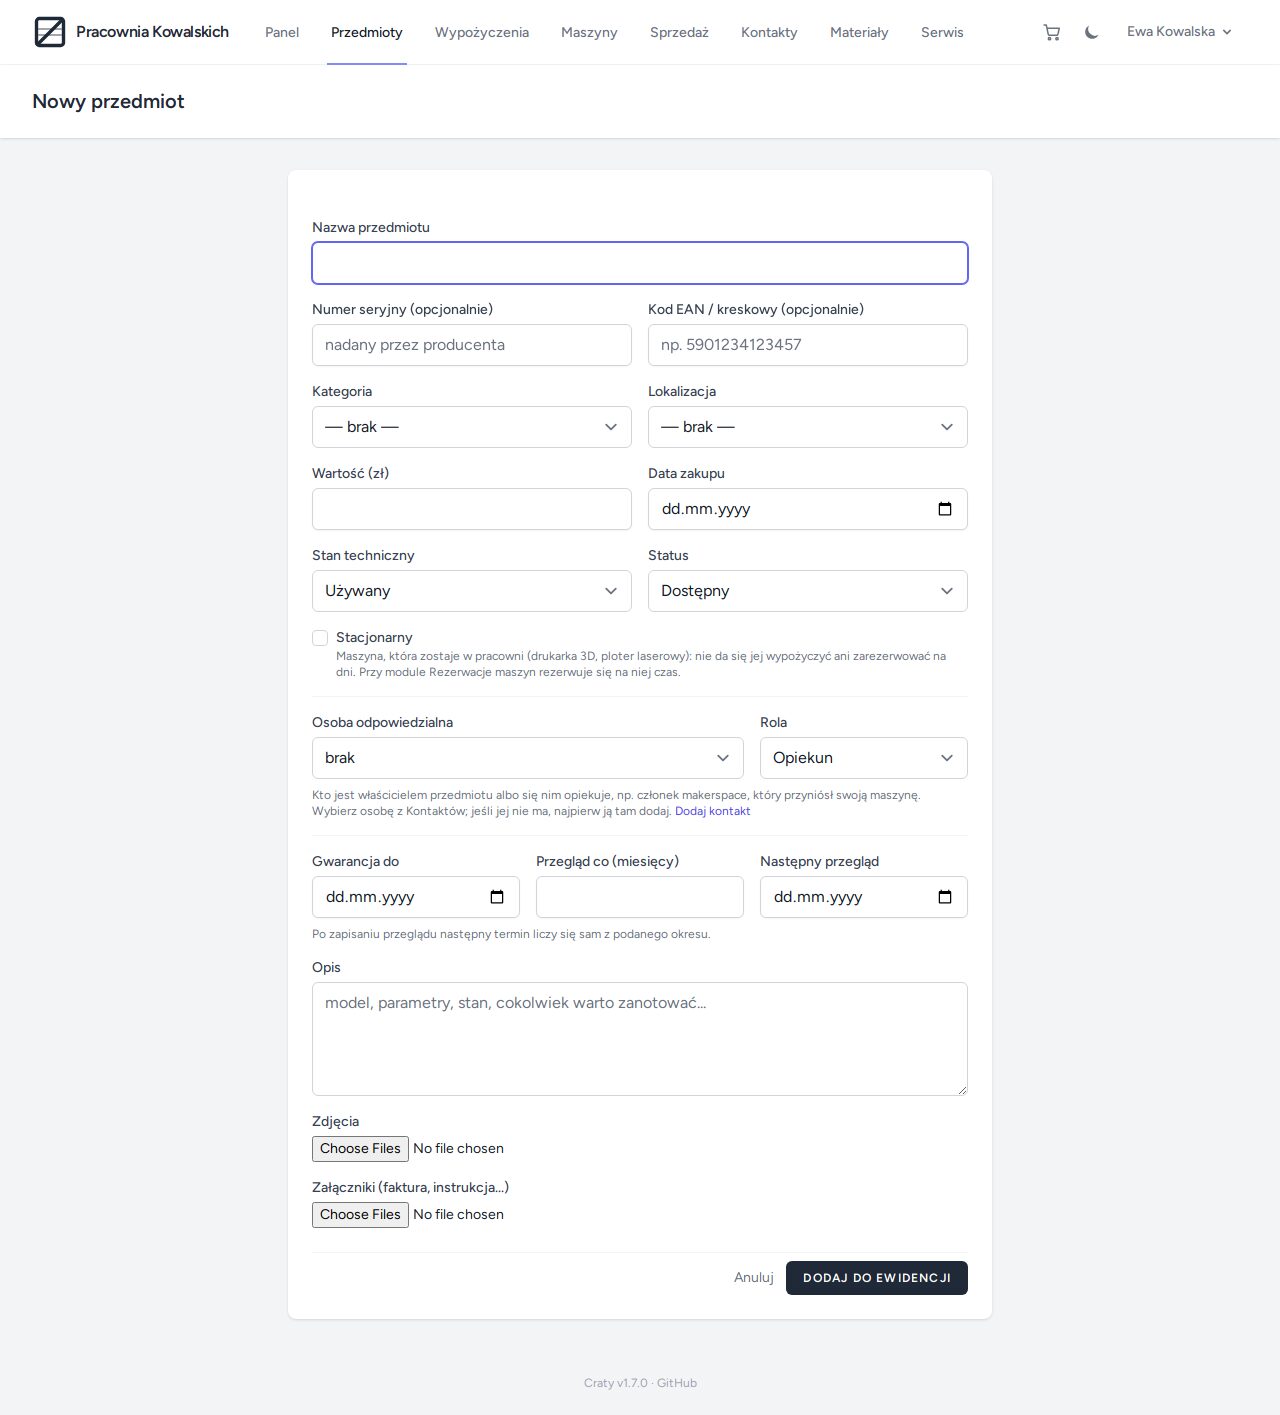 Pracownia Kowalskich
Panel
Przedmioty
Wypożyczenia
Maszyny
Sprzedaż
Kontakty
Materiały
Serwis
Ewa Kowalska
Nowy przedmiot
Nazwa przedmiotu
Numer seryjny (opcjonalnie)
Kod EAN / kreskowy (opcjonalnie)
nadany przez producenta
np. 5901234123457
Kategoria
Lokalizacja
— brak —
— brak —
Wartość (zł)
Data zakupu
dd.mm.yyyy
Stan techniczny
Status
Używany
Dostępny
Stacjonarny
Maszyna, która zostaje w pracowni (drukarka 3D, ploter laserowy): nie da się jej wypożyczyć ani zarezerwować na
dni. Przy module Rezerwacje maszyn rezerwuje się na niej czas.
Osoba odpowiedzialna
Rola
brak
Opiekun
Kto jest właścicielem przedmiotu albo się nim opiekuje, np. członek makerspace, który przyniósł swoją maszynę.
Wybierz osobę z Kontaktów; jeśli jej nie ma, najpierw ją tam dodaj. Dodaj kontakt
Gwarancja do
Przegląd co (miesięcy)
Następny przegląd
dd.mm.yyyy
dd.mm.yyyy
Po zapisaniu przeglądu następny termin liczy się sam z podanego okresu.
Opis
model, parametry, stan, cokolwiek warto zanotować...
Zdjęcia
Choose Files No file chosen
Załączniki (faktura, instrukcja...)
Choose Files No file chosen
Anuluj
DODAJ DO EWIDENCJI
Craty v1.7.0 · GitHub